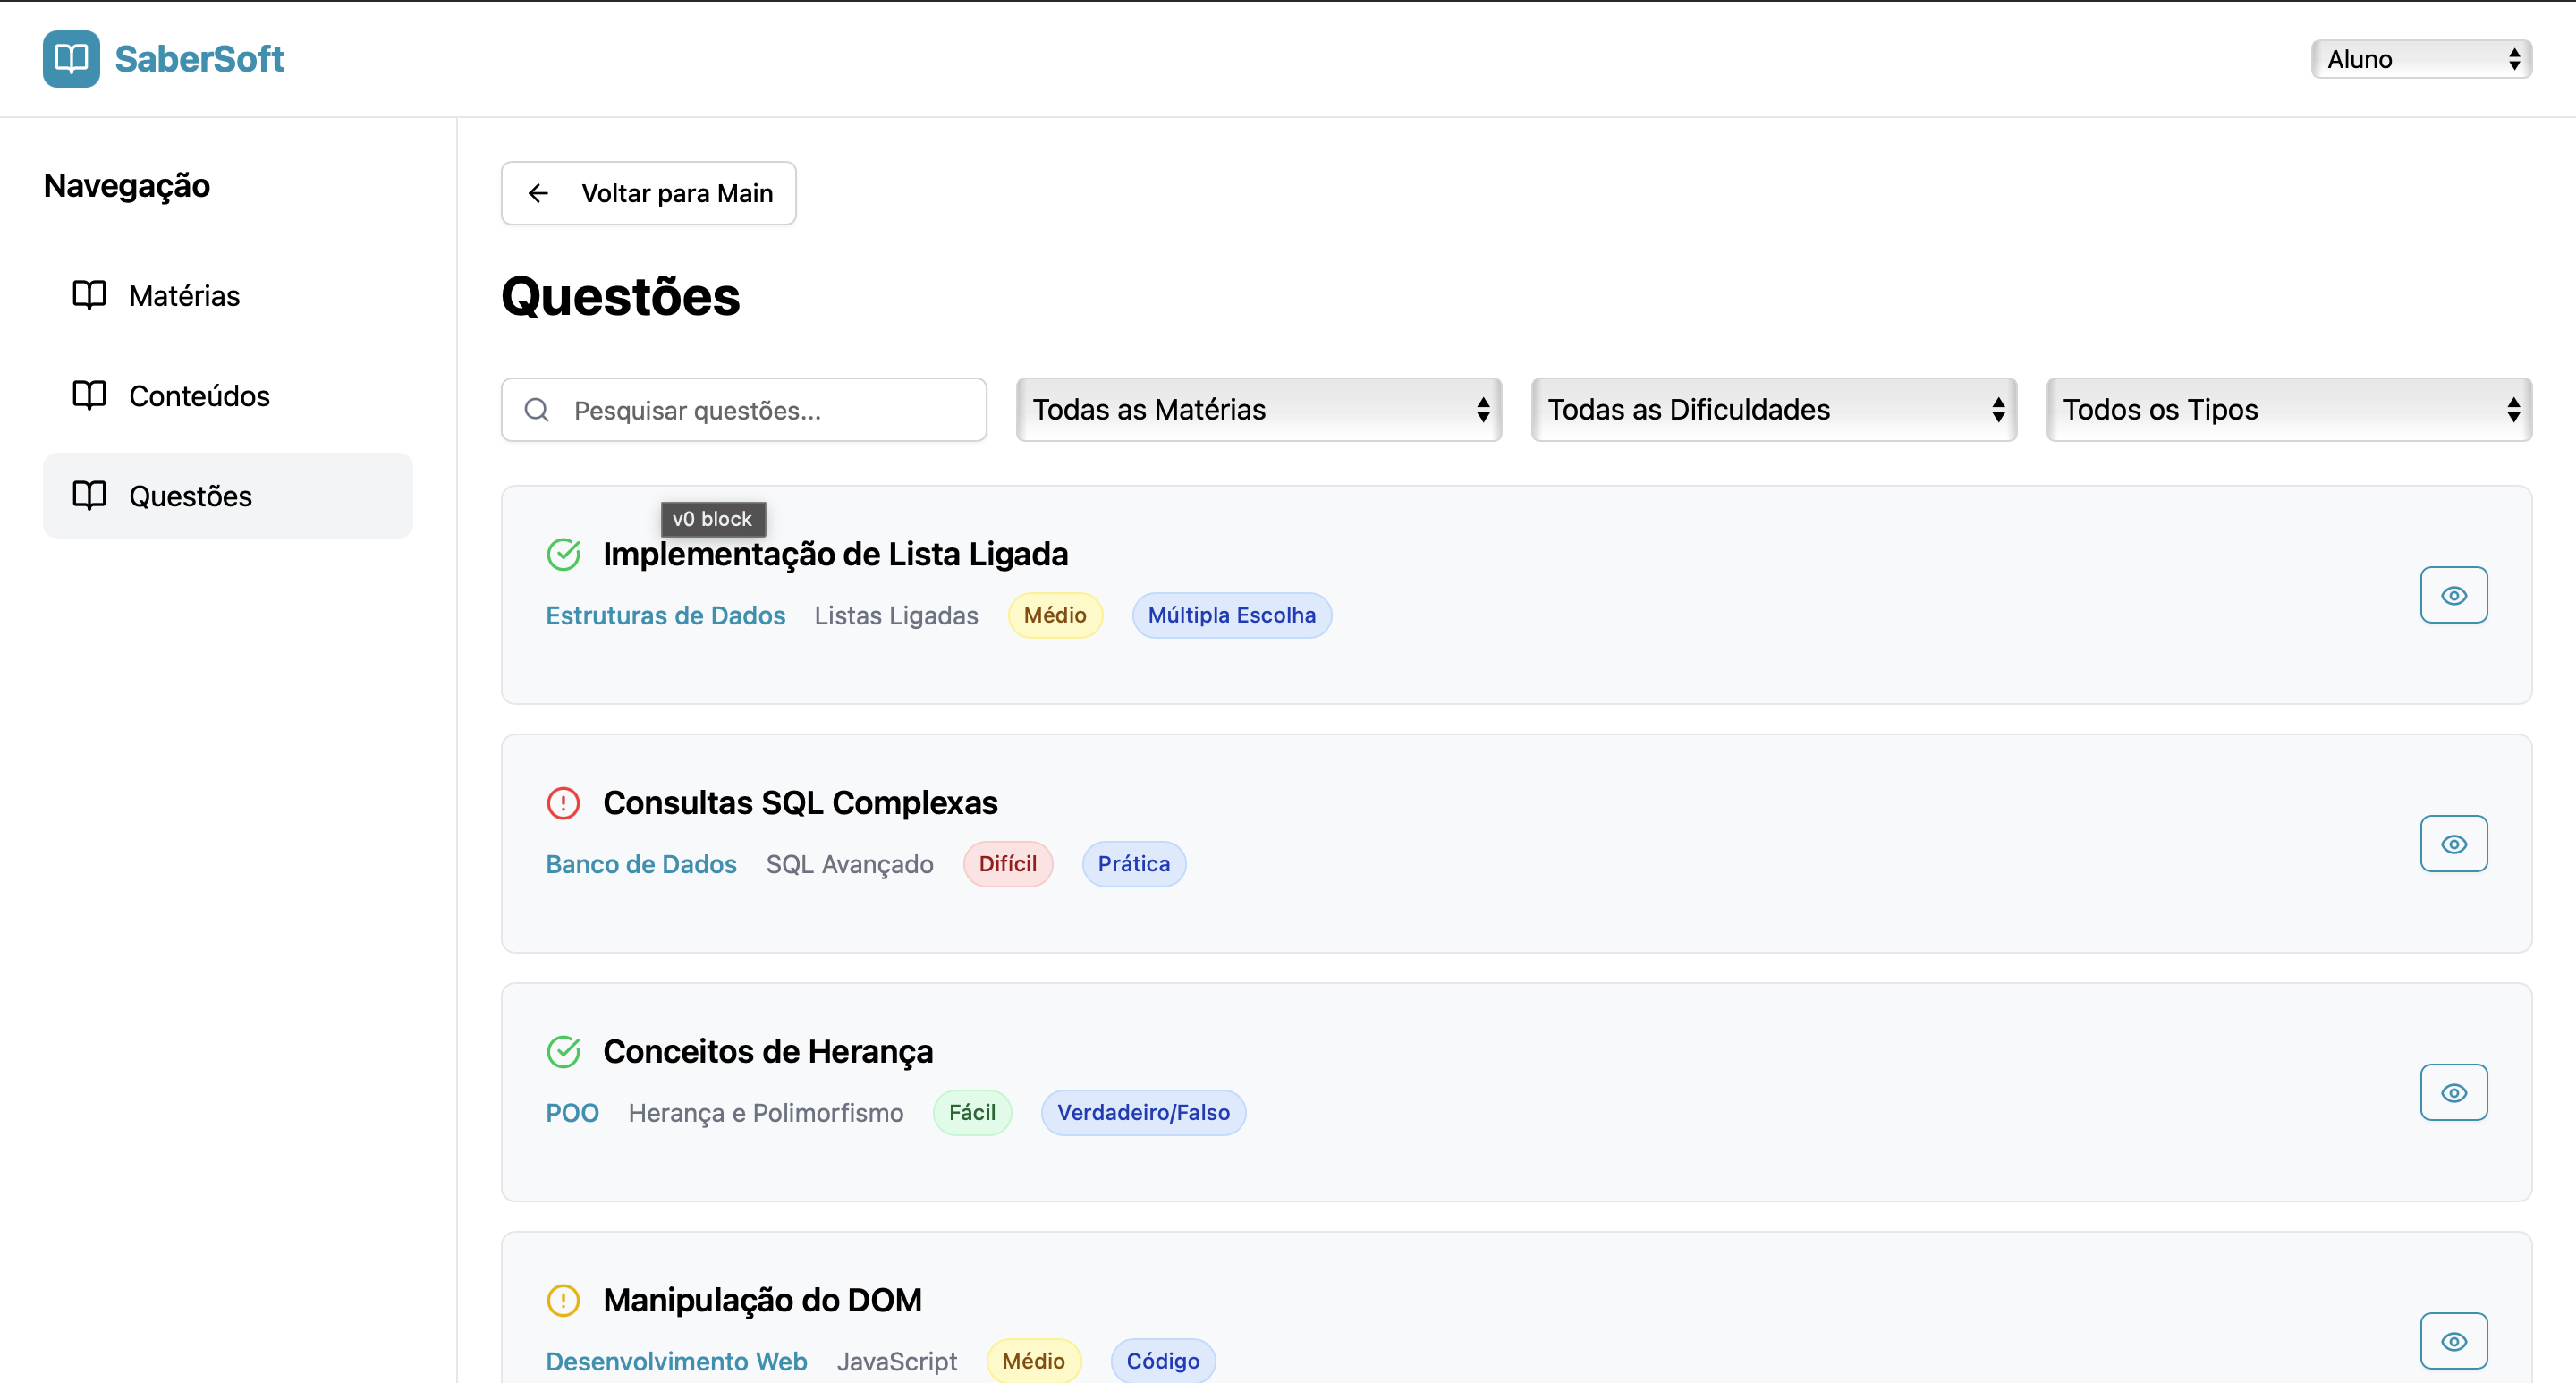 SaberSoft
Aluno
Navegação
Matérias
Conteúdos
Questões
Voltar para Main
Questões
Pesquisar questões...
Todas as Matérias
Todas as Dificuldades
Todos os Tipos
v0 block
Implementação de Lista Ligada
Estruturas de Dados Listas Ligadas Médio Múltipla Escolha
Consultas SQL Complexas
Banco de Dados SQL Avançado Difícil Prática
Conceitos de Herança
POO Herança e Polimorfismo Fácil Verdadeiro/Falso
Manipulação do DOM
Desenvolvimento Web JavaScript Médio Código